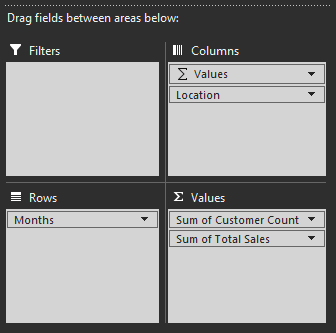 Drag fields between areas below:
Filters
Columns
Σ Values
Location
Rows
Σ Values
Months
Sum of Customer Count
Sum of Total Sales